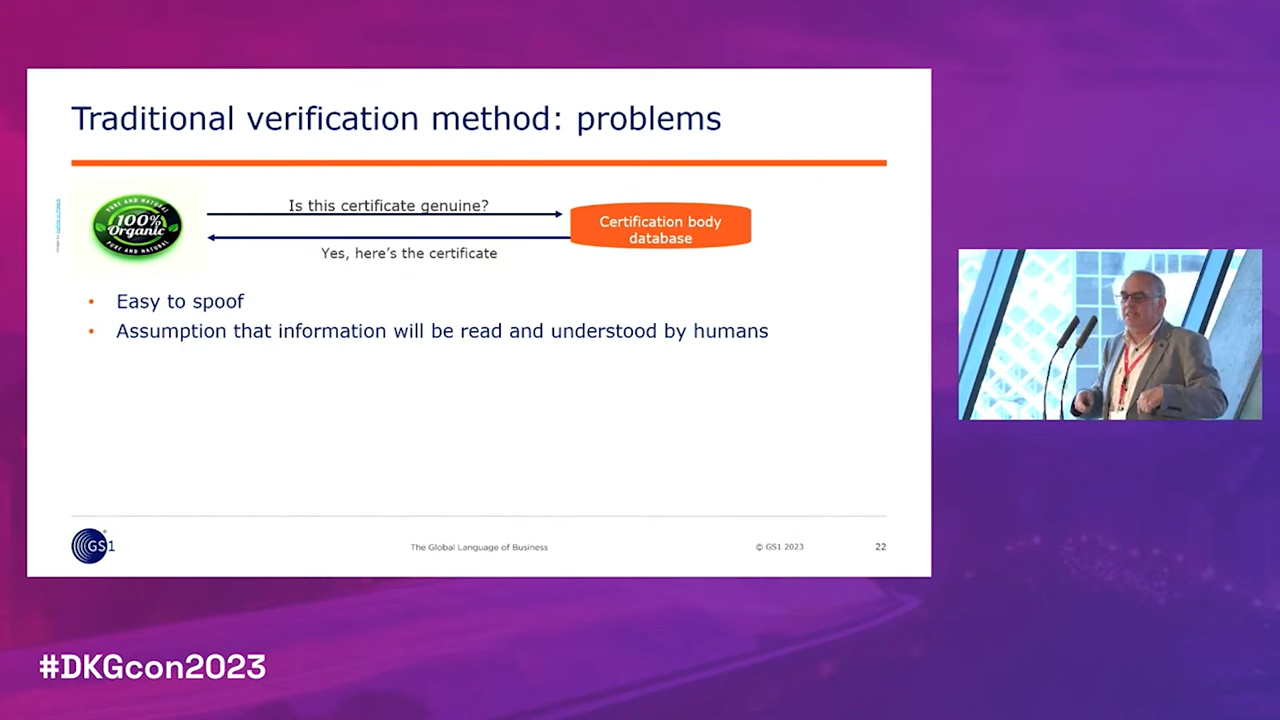 Traditional verification method: problems
PURE AND NATURAL
100%
Organic
PURE AND NATURAL
Is this certificate genuine?
Yes, here's the certificate
Certification body
database
• Easy to spoof
• Assumption that information will be read and understood by humans
GS1
The Global Language of Business
© GS1 2023
22
#DKGcon2023